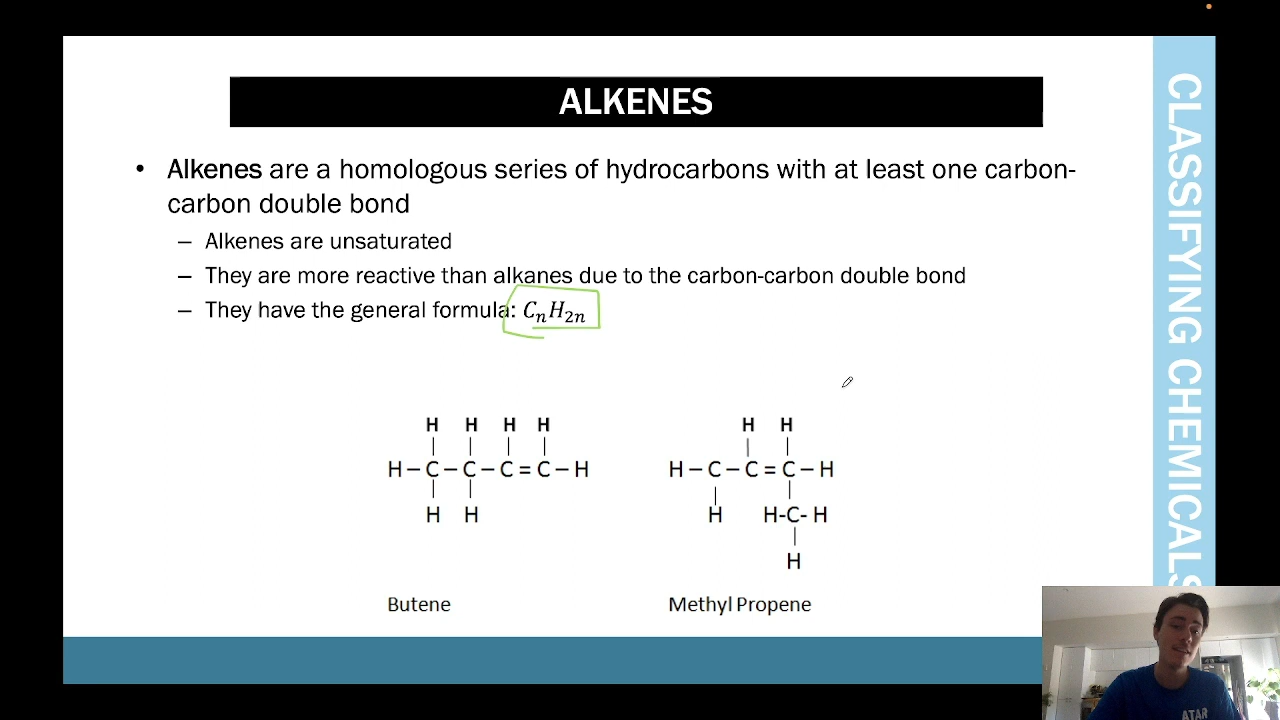 ALKENES
• Alkenes are a homologous series of hydrocarbons with at least one carbon-
carbon double bond
– Alkenes are unsaturated
– They are more reactive than alkanes due to the carbon-carbon double bond
– They have the general formula: CₙH₂ₙ
H H H H
H – C – C – C = C – H
H H
Butene
H H
H – C – C = C – H
H H-C- H
H
Methyl Propene
CLASSIFYING CHEMICALS
ATAR